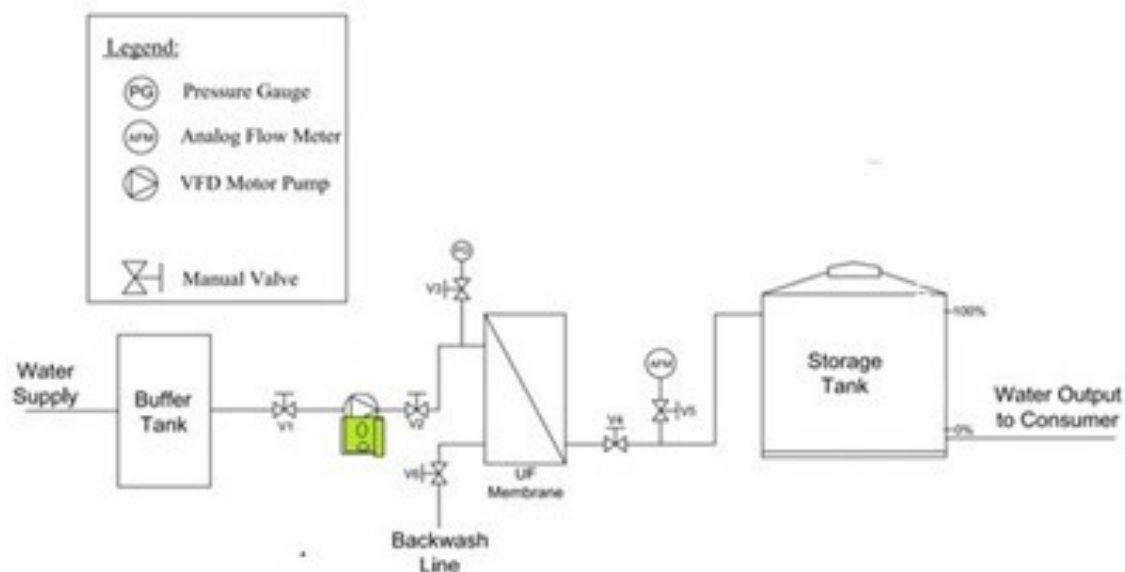 Legend:
PG Pressure Gauge
AFM Analog Flow Meter
VFD Motor Pump
Manual Valve
PG
V3
Water
Supply
Buffer
Tank
V1
V2
V6
UF
Membrane
Backwash
Line
AFM
V4
V5
Storage
Tank
100%
0%
Water Output
to Consumer